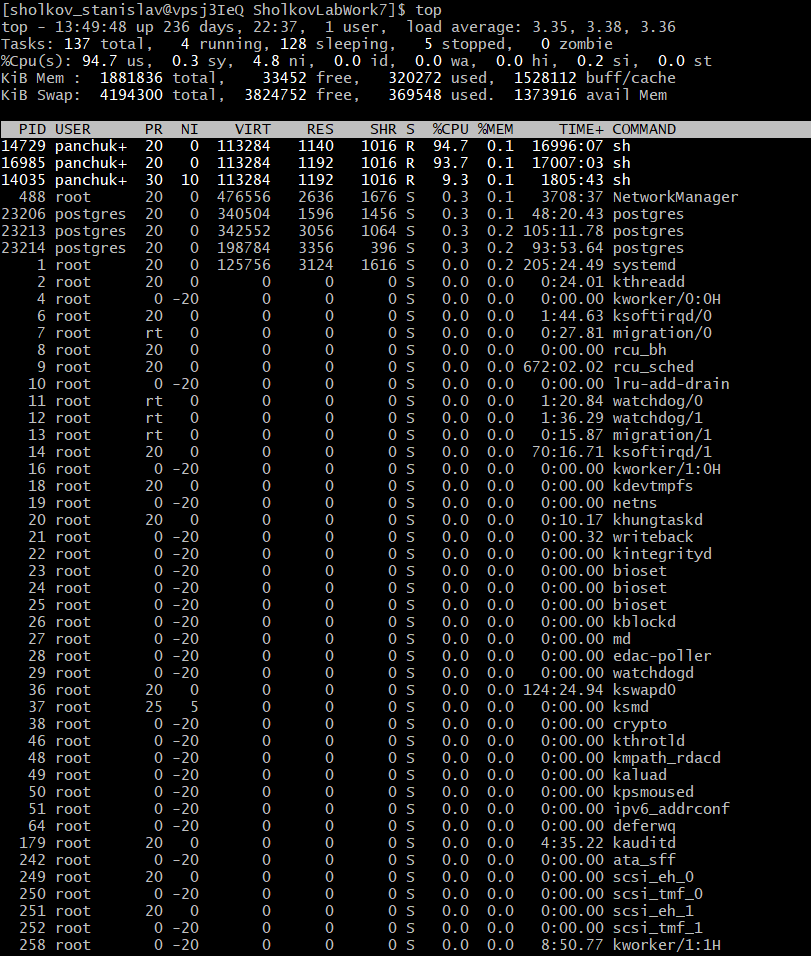 [sholkov_stanislav@vpsj3IeQ SholkovLabWork7]$ top
top - 13:49:48 up 236 days, 22:37,  1 user,  load average: 3.35, 3.38, 3.36
Tasks: 137 total,   4 running, 128 sleeping,   5 stopped,   0 zombie
%Cpu(s): 94.7 us,  0.3 sy,  4.8 ni,  0.0 id,  0.0 wa,  0.0 hi,  0.2 si,  0.0 st
KiB Mem :  1881836 total,    33452 free,   320272 used,  1528112 buff/cache
KiB Swap:  4194300 total,  3824752 free,   369548 used.  1373916 avail Mem
PID USER      PR  NI    VIRT    RES    SHR S  %CPU %MEM     TIME+ COMMAND
14729 panchuk+  20   0  113284   1140   1016 R  94.7  0.1  16996:07 sh
16985 panchuk+  20   0  113284   1192   1016 R  93.7  0.1  17007:03 sh
14035 panchuk+  30  10  113284   1192   1016 R   9.3  0.1   1805:43 sh
488 root      20   0  476556   2636   1676 S   0.3  0.1   3708:37 NetworkManager
23206 postgres  20   0  340504   1596   1456 S   0.3  0.1  48:20.43 postgres
23213 postgres  20   0  342552   3056   1064 S   0.3  0.2 105:11.78 postgres
23214 postgres  20   0  198784   3356    396 S   0.3  0.2  93:53.64 postgres
1 root      20   0  125756   3124   1616 S   0.0  0.2 205:24.49 systemd
2 root      20   0       0      0      0 S   0.0  0.0   0:24.01 kthreadd
4 root       0 -20       0      0      0 S   0.0  0.0   0:00.00 kworker/0:0H
6 root      20   0       0      0      0 S   0.0  0.0   1:44.63 ksoftirqd/0
7 root      rt   0       0      0      0 S   0.0  0.0   0:27.81 migration/0
8 root      20   0       0      0      0 S   0.0  0.0   0:00.00 rcu_bh
9 root      20   0       0      0      0 S   0.0  0.0 672:02.02 rcu_sched
10 root       0 -20       0      0      0 S   0.0  0.0   0:00.00 lru-add-drain
11 root      rt   0       0      0      0 S   0.0  0.0   1:20.84 watchdog/0
12 root      rt   0       0      0      0 S   0.0  0.0   1:36.29 watchdog/1
13 root      rt   0       0      0      0 S   0.0  0.0   0:15.87 migration/1
14 root      20   0       0      0      0 S   0.0  0.0  70:16.71 ksoftirqd/1
16 root       0 -20       0      0      0 S   0.0  0.0   0:00.00 kworker/1:0H
18 root      20   0       0      0      0 S   0.0  0.0   0:00.00 kdevtmpfs
19 root       0 -20       0      0      0 S   0.0  0.0   0:00.00 netns
20 root      20   0       0      0      0 S   0.0  0.0   0:10.17 khungtaskd
21 root       0 -20       0      0      0 S   0.0  0.0   0:00.32 writeback
22 root       0 -20       0      0      0 S   0.0  0.0   0:00.00 kintegrityd
23 root       0 -20       0      0      0 S   0.0  0.0   0:00.00 bioset
24 root       0 -20       0      0      0 S   0.0  0.0   0:00.00 bioset
25 root       0 -20       0      0      0 S   0.0  0.0   0:00.00 bioset
26 root       0 -20       0      0      0 S   0.0  0.0   0:00.00 kblockd
27 root       0 -20       0      0      0 S   0.0  0.0   0:00.00 md
28 root       0 -20       0      0      0 S   0.0  0.0   0:00.00 edac-poller
29 root       0 -20       0      0      0 S   0.0  0.0   0:00.00 watchdogd
36 root      20   0       0      0      0 S   0.0  0.0 124:24.94 kswapd0
37 root      25   5       0      0      0 S   0.0  0.0   0:00.00 ksmd
38 root       0 -20       0      0      0 S   0.0  0.0   0:00.00 crypto
46 root       0 -20       0      0      0 S   0.0  0.0   0:00.00 kthrotld
48 root       0 -20       0      0      0 S   0.0  0.0   0:00.00 kmpath_rdacd
49 root       0 -20       0      0      0 S   0.0  0.0   0:00.00 kaluad
50 root       0 -20       0      0      0 S   0.0  0.0   0:00.00 kpsmoused
51 root       0 -20       0      0      0 S   0.0  0.0   0:00.00 ipv6_addrconf
64 root       0 -20       0      0      0 S   0.0  0.0   0:00.00 deferwq
179 root      20   0       0      0      0 S   0.0  0.0   4:35.22 kauditd
242 root       0 -20       0      0      0 S   0.0  0.0   0:00.00 ata_sff
249 root      20   0       0      0      0 S   0.0  0.0   0:00.00 scsi_eh_0
250 root       0 -20       0      0      0 S   0.0  0.0   0:00.00 scsi_tmf_0
251 root      20   0       0      0      0 S   0.0  0.0   0:00.00 scsi_eh_1
252 root       0 -20       0      0      0 S   0.0  0.0   0:00.00 scsi_tmf_1
258 root       0 -20       0      0      0 S   0.0  0.0   8:50.77 kworker/1:1H